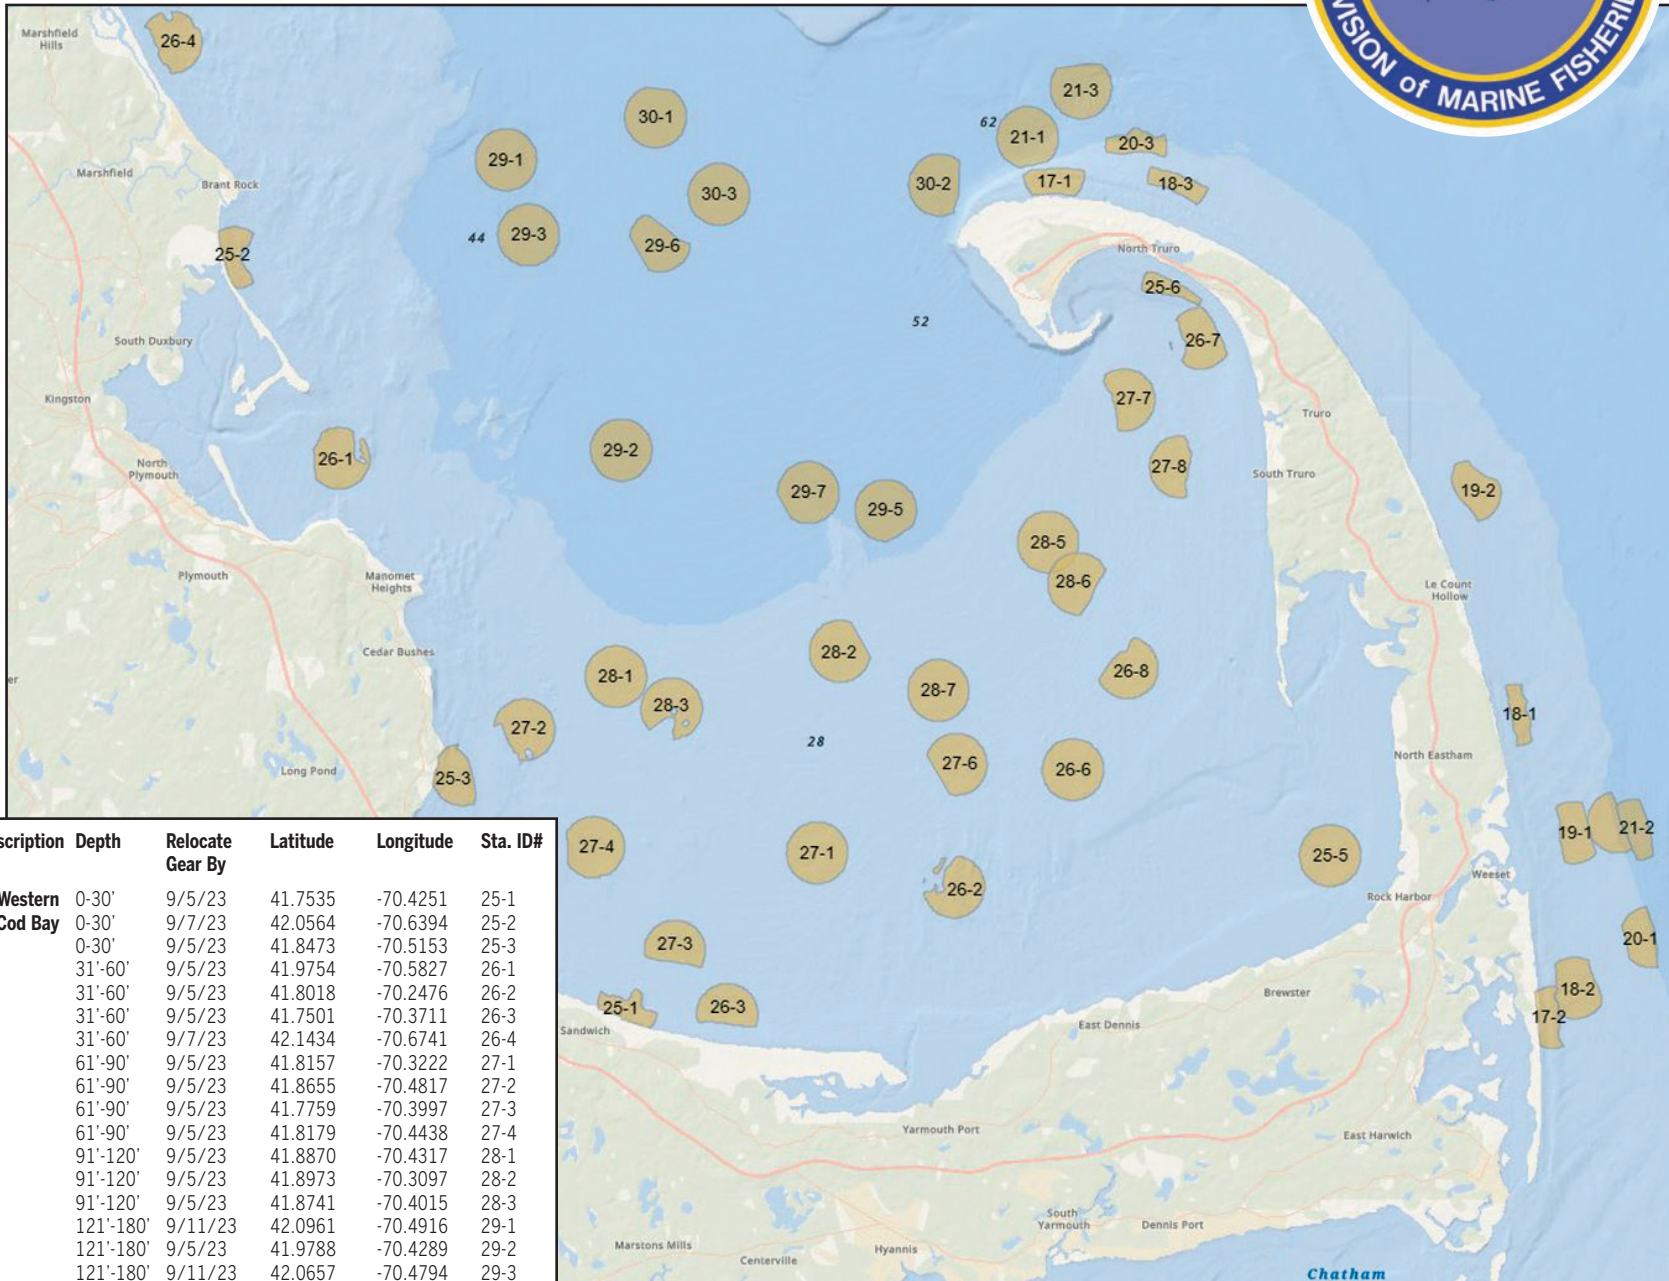 VISION of MARINE FISHERIE
Marshfield
Hills
26-4
21-3
30-1
62
21-1
20-3
29-1
Marshfield
Brant Rock
30-3
30-2
17-1
18-3
44
29-3
29-6
25-2
North Truro
25-6
52
South Duxbury
26-7
Kingston
27-7
Truro
29-2
26-1
North
Plymouth
27-8
South Truro
29-7
19-2
29-5
28-5
Plymouth
Manomet
Heights
28-6
Le Count
Hollow
Cedar Bushes
28-2
er
28-1
26-8
28-7
28-3
18-1
27-2
28
North Eastham
Long Pond
25-3
27-6
26-6
27-4
27-1
25-5
19-1
21-2
26-2
Weeset
Rock Harbor
27-3
20-1
25-1
26-3
Brewster
18-2
17-2
Sandwich
East Dennis
Yarmouth Port
East Harwich
South
Yarmouth
Dennis Port
Marstons Mills
Centerville
Hyannis
Chatham
scription Depth Relocate Gear By Latitude Longitude Sta. ID#
Western 0-30' 9/5/23 41.7535 -70.4251 25-1
Cod Bay 0-30' 9/7/23 42.0564 -70.6394 25-2
0-30' 9/5/23 41.8473 -70.5153 25-3
31'-60' 9/5/23 41.9754 -70.5827 26-1
31'-60' 9/5/23 41.8018 -70.2476 26-2
31'-60' 9/5/23 41.7501 -70.3711 26-3
31'-60' 9/7/23 42.1434 -70.6741 26-4
61'-90' 9/5/23 41.8157 -70.3222 27-1
61'-90' 9/5/23 41.8655 -70.4817 27-2
61'-90' 9/5/23 41.7759 -70.3997 27-3
61'-90' 9/5/23 41.8179 -70.4438 27-4
91'-120' 9/5/23 41.8870 -70.4317 28-1
91'-120' 9/5/23 41.8973 -70.3097 28-2
91'-120' 9/5/23 41.8741 -70.4015 28-3
121'-180' 9/11/23 42.0961 -70.4916 29-1
121'-180' 9/5/23 41.9788 -70.4289 29-2
121'-180' 9/11/23 42.0657 -70.4794 29-3